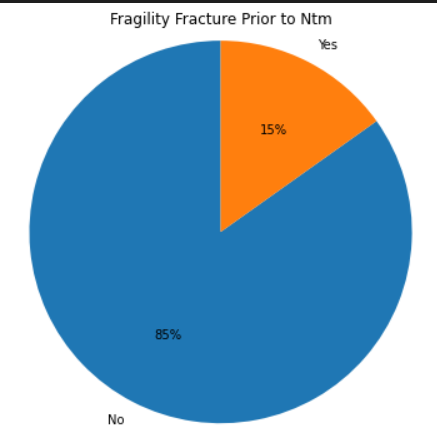 Fragility Fracture Prior to Ntm
Yes
15%
85%
No